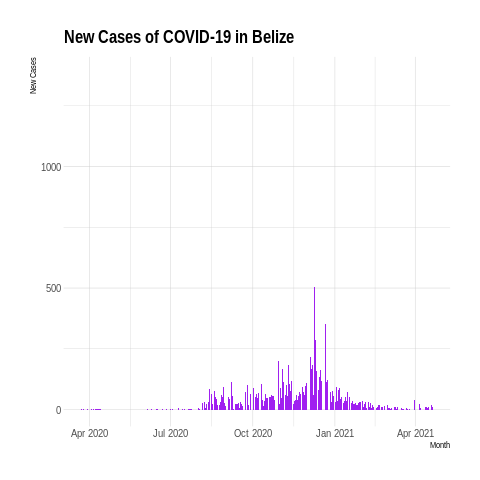 New Cases of COVID-19 in Belize
New Cases
1000
500
0
Apr 2020 Jul 2020 Oct 2020 Jan 2021 Apr 2021
Month